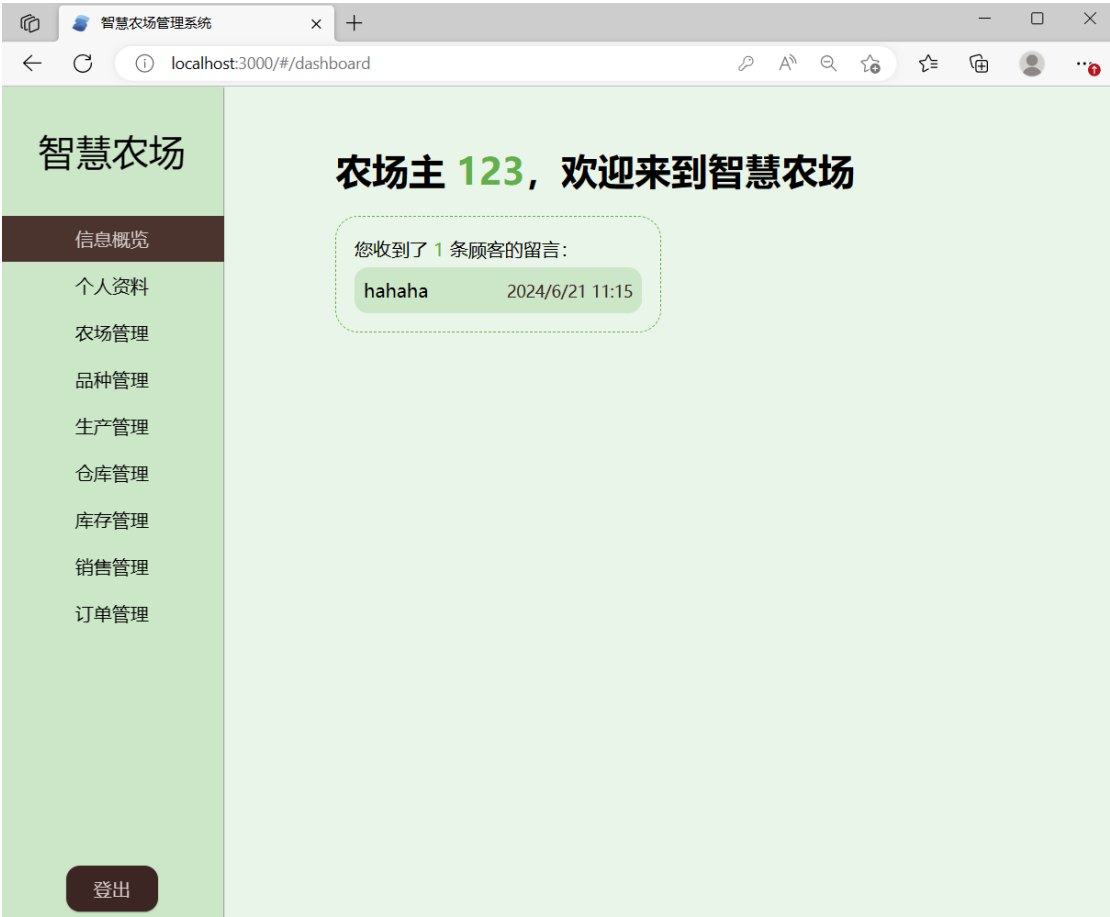 智慧农场管理系统
localhost:3000/#/dashboard
智慧农场
信息概览
个人资料
农场管理
品种管理
生产管理
仓库管理
库存管理
销售管理
订单管理
登出
农场主 123，欢迎来到智慧农场
您收到了 1 条顾客的留言：
hahaha 2024/6/21 11:15